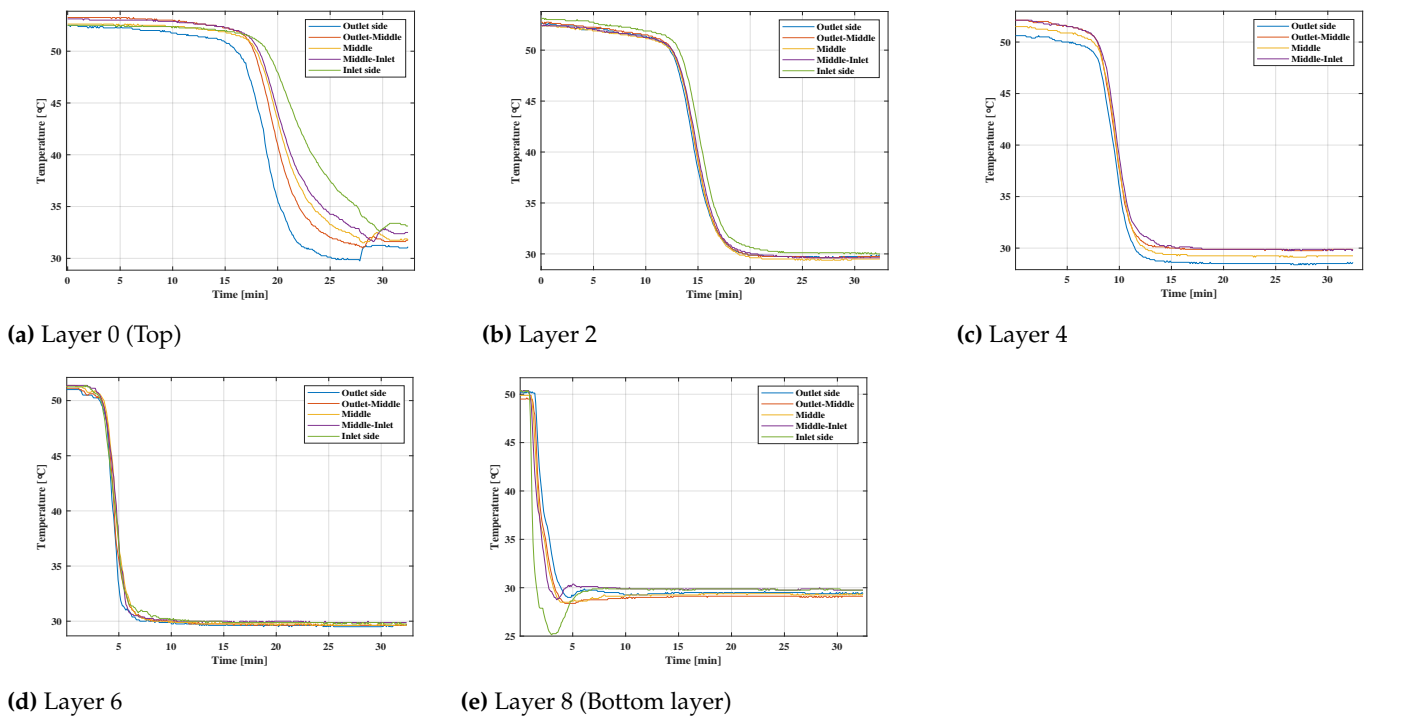 Temperature [°C]
50
45
40
35
30
0
5
10
15
20
25
30
Time [min]
Outlet side
Outlet-Middle
Middle
Middle-Inlet
Inlet side
(a) Layer 0 (Top)
Temperature [°C]
50
45
40
35
30
0
5
10
15
20
25
30
Time [min]
Outlet side
Outlet-Middle
Middle
Middle-Inlet
Inlet side
(b) Layer 2
Temperature [°C]
50
45
40
35
30
5
10
15
20
25
30
Time [min]
Outlet side
Outlet-Middle
Middle
Middle-Inlet
(c) Layer 4
Temperature [°C]
50
45
40
35
30
5
10
15
20
25
30
Time [min]
Outlet side
Outlet-Middle
Middle
Middle-Inlet
Inlet side
(d) Layer 6
Temperature [°C]
50
45
40
35
30
25
0
5
10
15
20
25
30
Time [min]
Outlet side
Outlet-Middle
Middle
Middle-Inlet
Inlet side
(e) Layer 8 (Bottom layer)